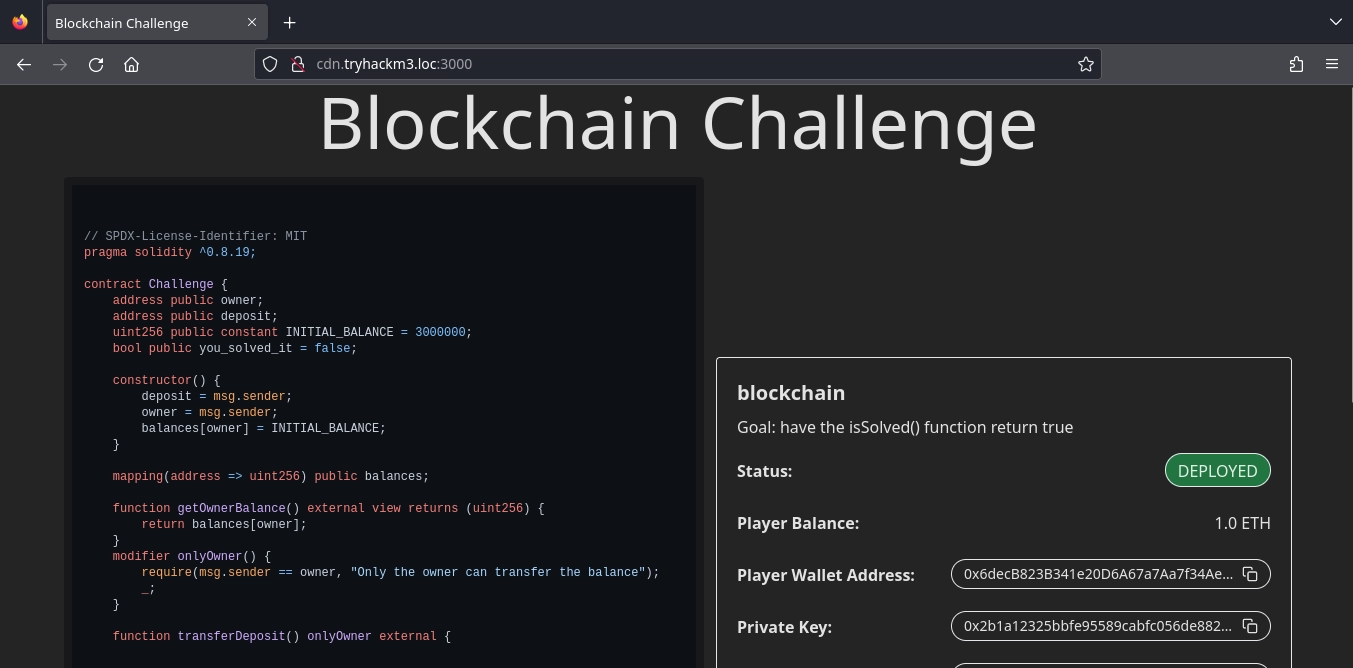 Blockchain Challenge
cdn.tryhackm3.loc:3000
Blockchain Challenge
// SPDX-License-Identifier: MIT
pragma solidity ^0.8.19;
contract Challenge {
address public owner;
address public deposit;
uint256 public constant INITIAL_BALANCE = 3000000;
bool public you_solved_it = false;
constructor() {
deposit = msg.sender;
owner = msg.sender;
balances[owner] = INITIAL_BALANCE;
}
mapping(address => uint256) public balances;
function getOwnerBalance() external view returns (uint256) {
return balances[owner];
}
modifier onlyOwner() {
require(msg.sender == owner, "Only the owner can transfer the balance");
_;
}
function transferDeposit() onlyOwner external {
blockchain
Goal: have the isSolved() function return true
Status:
DEPLOYED
Player Balance:
1.0 ETH
Player Wallet Address:
0x6decB823B341e20D6A67a7Aa7f34Ae...
Private Key:
0x2b1a12325bbfe95589cabfc056de882...